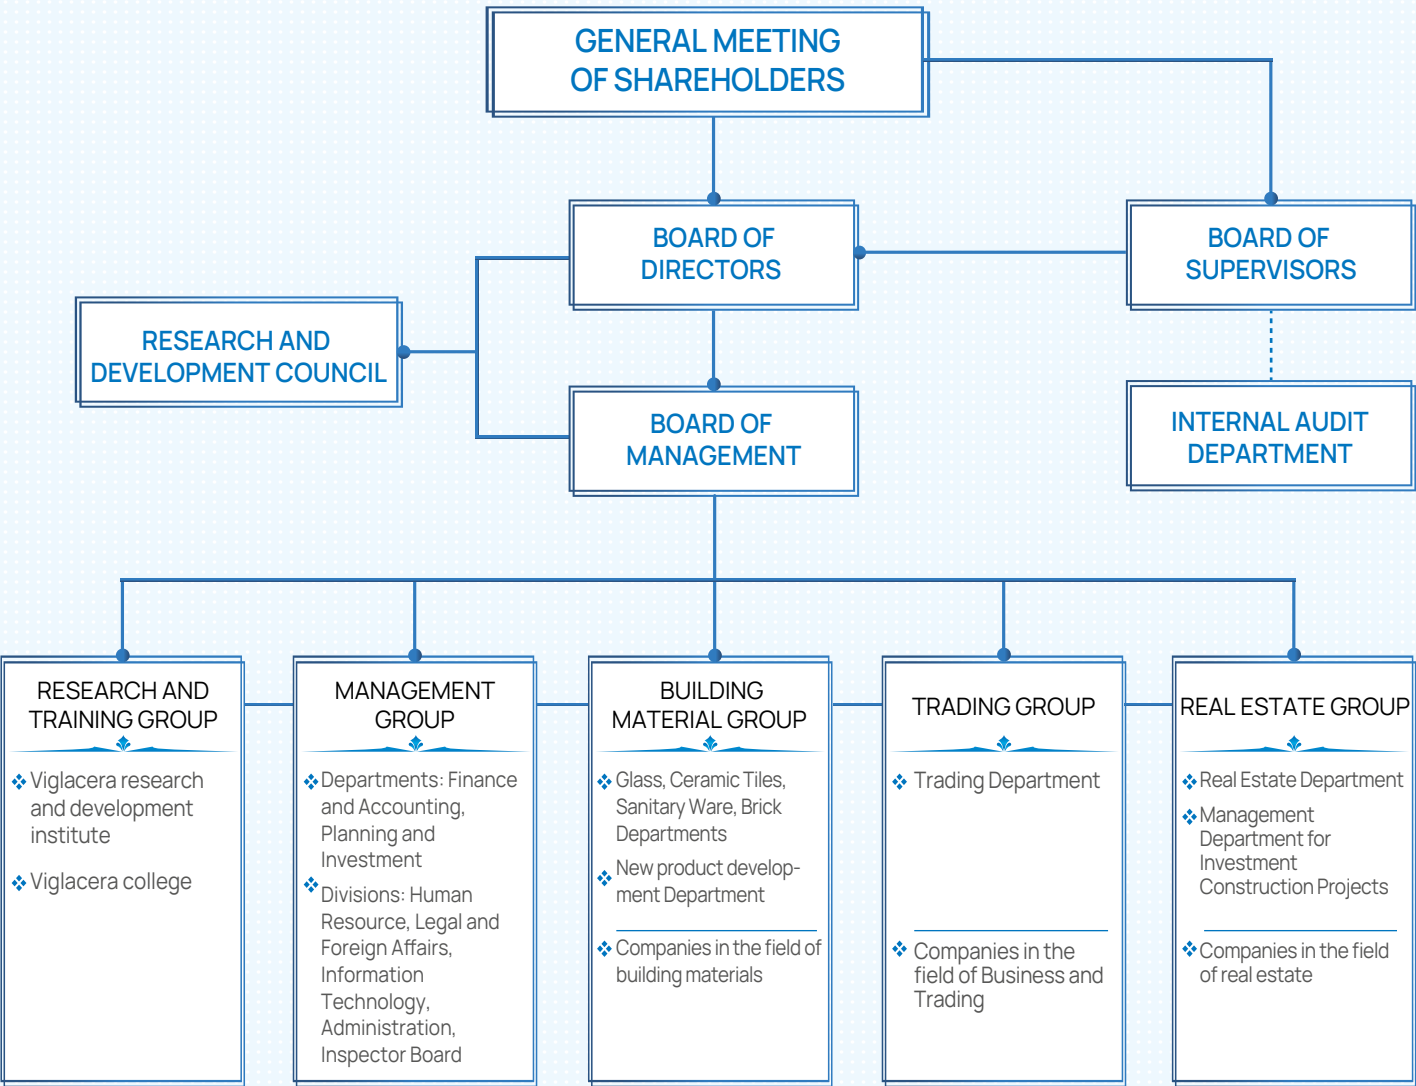 GENERAL MEETING
OF SHAREHOLDERS
BOARD OF
DIRECTORS
BOARD OF
SUPERVISORS
RESEARCH AND
DEVELOPMENT COUNCIL
BOARD OF
MANAGEMENT
INTERNAL AUDIT
DEPARTMENT
RESEARCH AND
TRAINING GROUP
Viglacera research
and development
institute
Viglacera college
MANAGEMENT
GROUP
Departments: Finance
and Accounting,
Planning and
Investment
Divisions: Human
Resource, Legal and
Foreign Affairs,
Information
Technology,
Administration,
Inspector Board
BUILDING
MATERIAL GROUP
Glass, Ceramic Tiles,
Sanitary Ware, Brick
Departments
New product develop-
ment Department
Companies in the field of
building materials
TRADING GROUP
Trading Department
Companies in the
field of Business and
Trading
REAL ESTATE GROUP
Real Estate Department
Management
Department for
Investment
Construction Projects
Companies in the field
of real estate